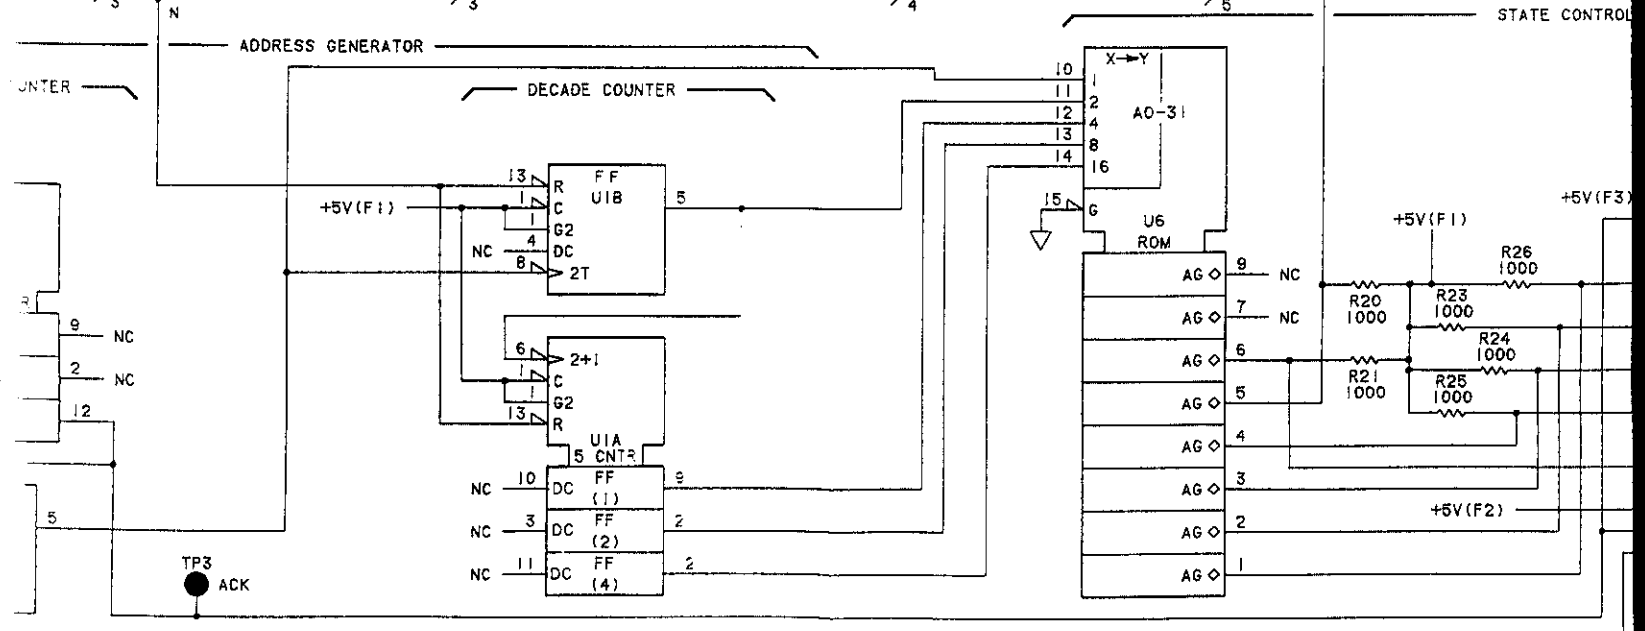 3
N
3
4
5
STATE CONTROL
ADDRESS GENERATOR
UNTER
DECADE COUNTER
X→Y
10 1
11 2
A0-31
12 4
13 8
14 16
15 G
U6
ROM
13 R
FF
U1B
5
+5V(F1)
1 C
1 G2
NC 4 DC
8 2T
+5V(F3)
+5V(F1)
R26
1000
AG◇ 9 NC
R20
1000
R23
1000
AG◇ 7 NC
R24
1000
AG◇ 6
R21
1000
R25
1000
AG◇ 5
AG◇ 4
AG◇ 3
+5V(F2)
AG◇ 2
AG◇ 1
R
9 NC
2 NC
12
6 2+1
1 C
1 G2
13 R
U1A
5 CNTR
NC 10 DC FF
(1)
9
NC 3 DC FF
(2)
2
NC 11 DC FF
(4)
2
5
TP3
ACK